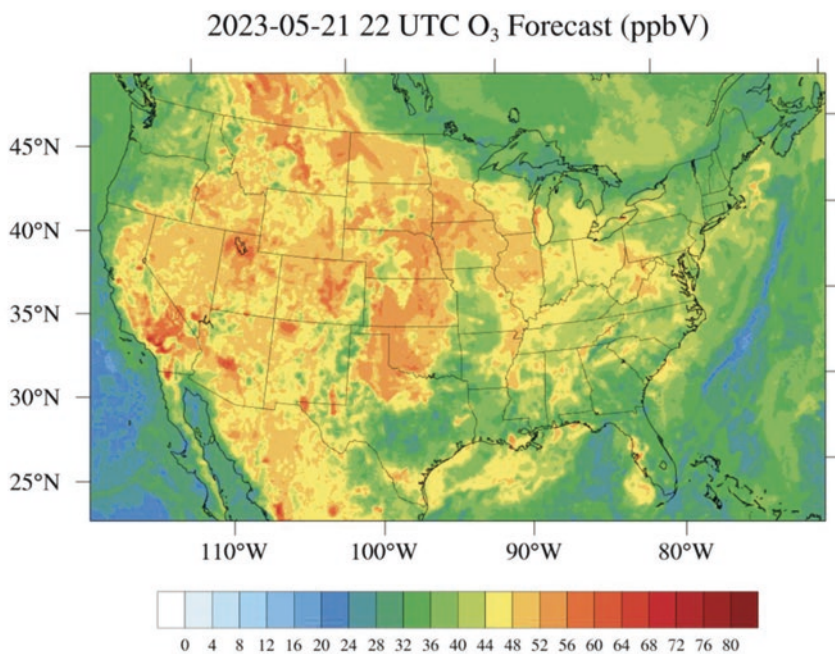 2023-05-21 22 UTC O₃ Forecast (ppbV)
45°N
40°N
35°N
30°N
25°N
110°W 100°W 90°W 80°W
0 4 8 12 16 20 24 28 32 36 40 44 48 52 56 60 64 68 72 76 80